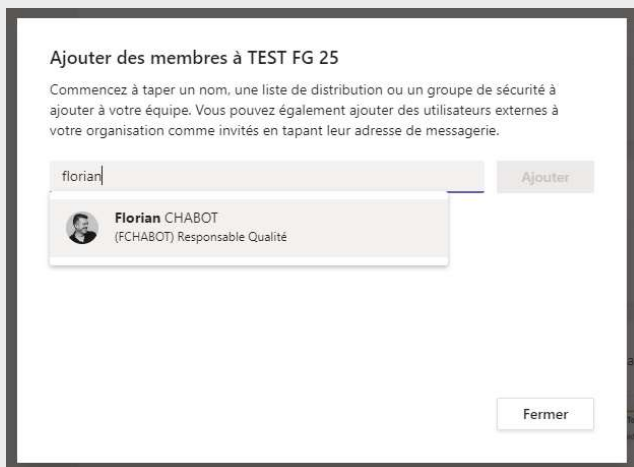 Ajouter des membres à TEST FG 25
Commencez à taper un nom, une liste de distribution ou un groupe de sécurité à
ajouter à votre équipe. Vous pouvez également ajouter des utilisateurs externes à
votre organisation comme invités en tapant leur adresse de messagerie.
florian
Ajouter
Florian CHABOT
(FCHABOT) Responsable Qualité
Fermer